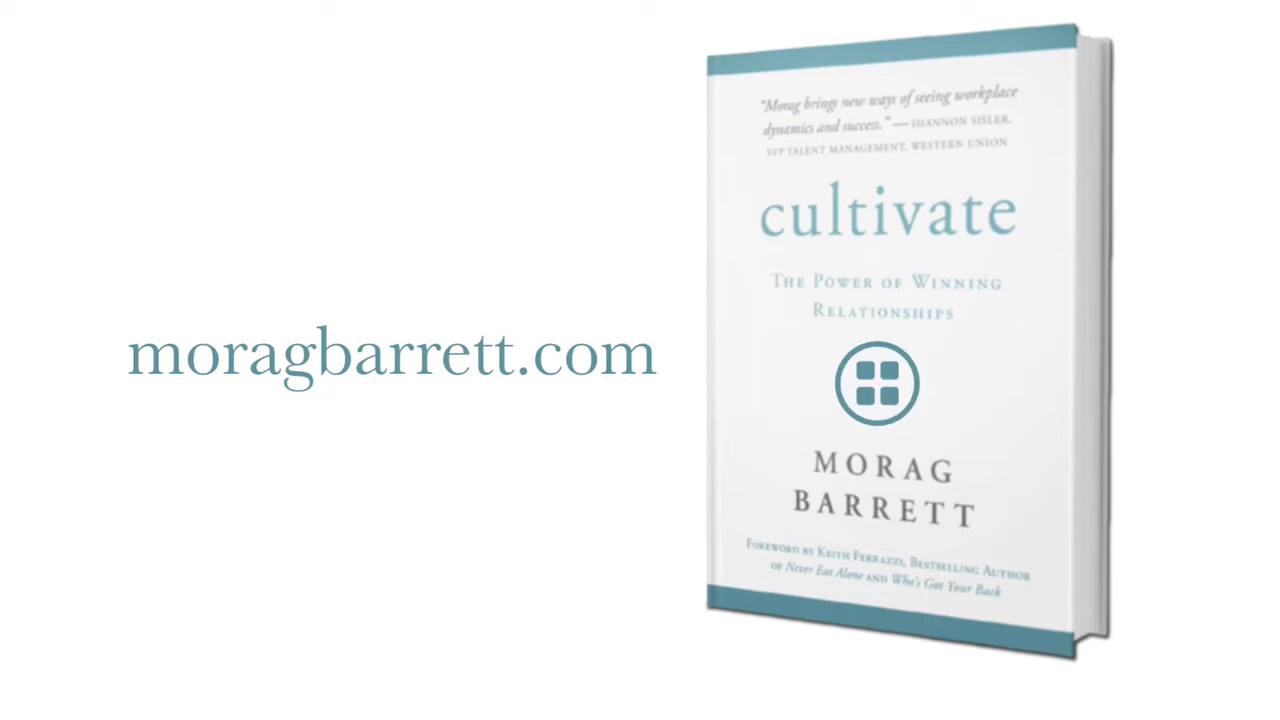 moragbarrett.com
"Morag brings new ways of seeing workplace
dynamics and success." — SHANNON SISLER,
SVP TALENT MANAGEMENT, WESTERN UNION
cultivate
THE POWER OF WINNING
RELATIONSHIPS
MORAG
BARRETT
FOREWORD BY KEITH FERRAZZI, BESTSELLING AUTHOR
OF Never Eat Alone AND Who's Got Your Back